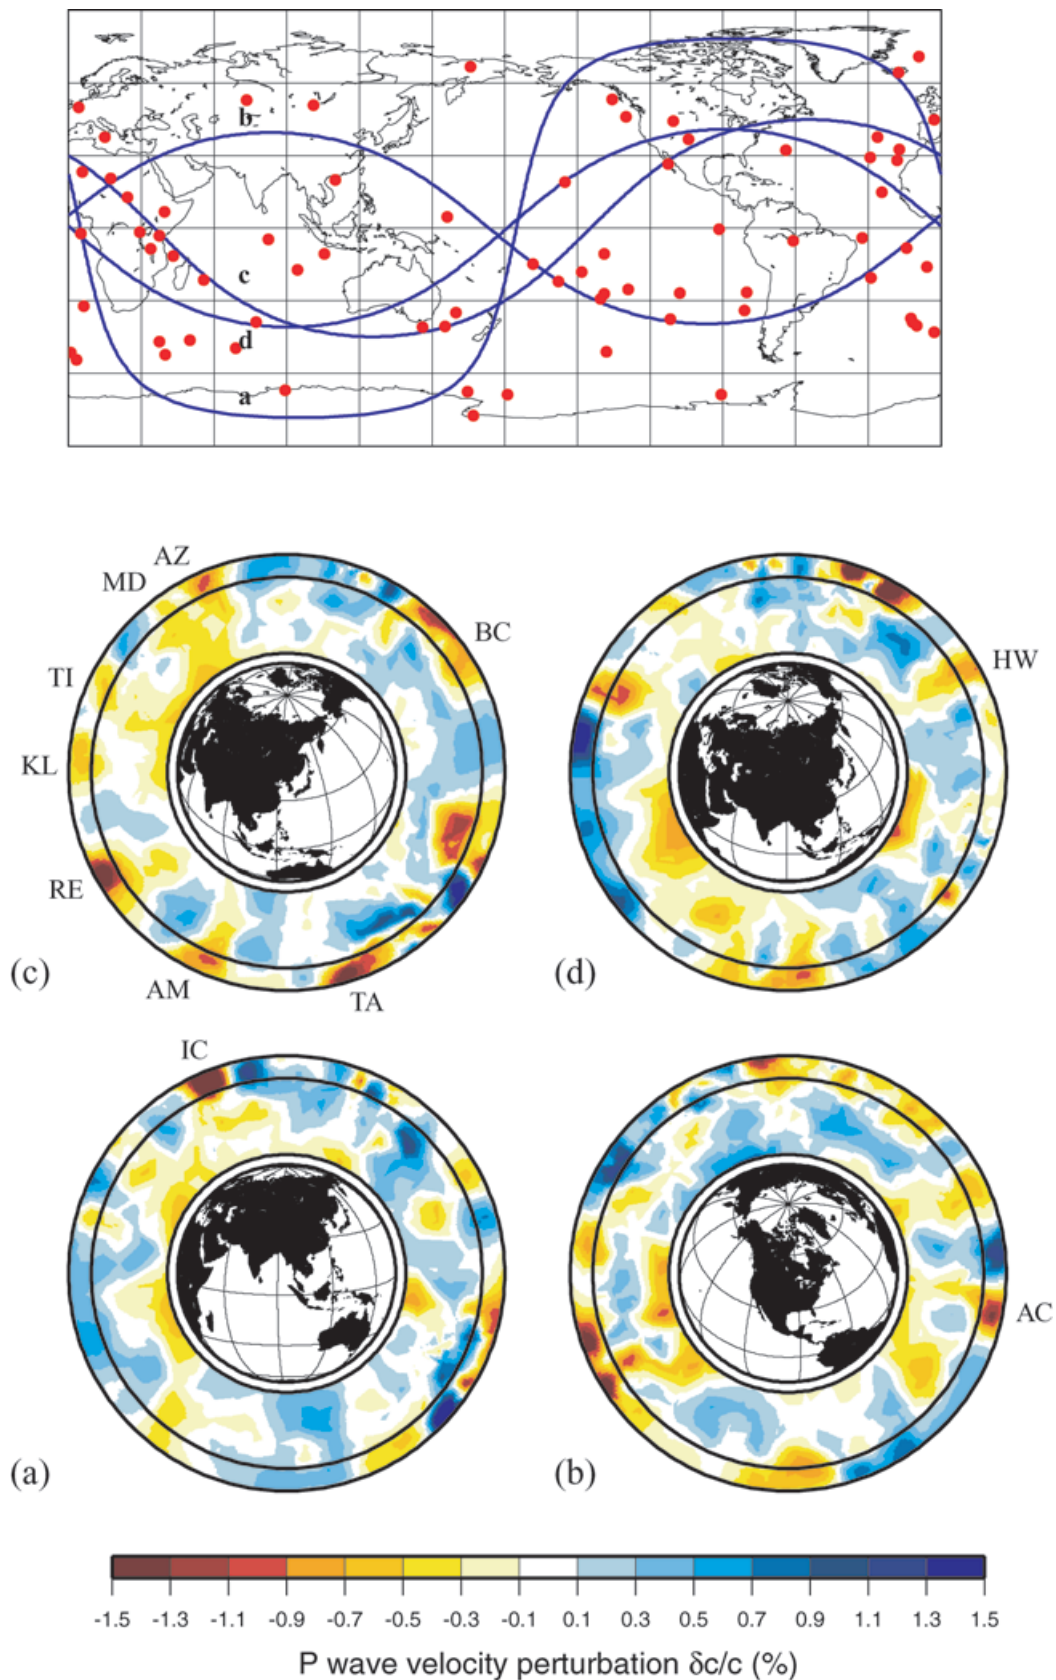 b
c
d
a
AZ
MD
BC
TI
HW
KL
RE
(c)
(d)
AM
TA
IC
AC
(a)
(b)
-1.5 -1.3 -1.1 -0.9 -0.7 -0.5 -0.3 -0.1 0.1 0.3 0.5 0.7 0.9 1.1 1.3 1.5
P wave velocity perturbation δc/c (%)